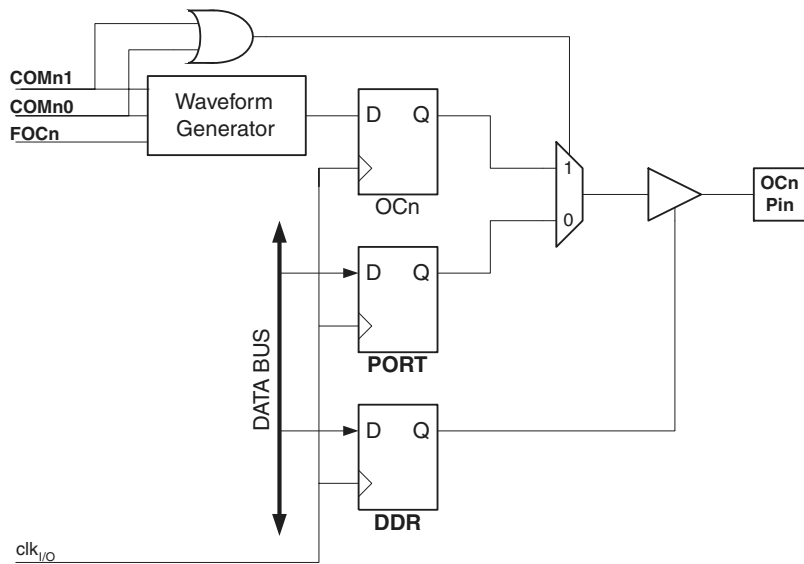 COMn1
COMn0
FOCn
Waveform
Generator
D Q
OCn
1
0
OCn
Pin
D Q
PORT
DATA BUS
D Q
DDR
clkI/O